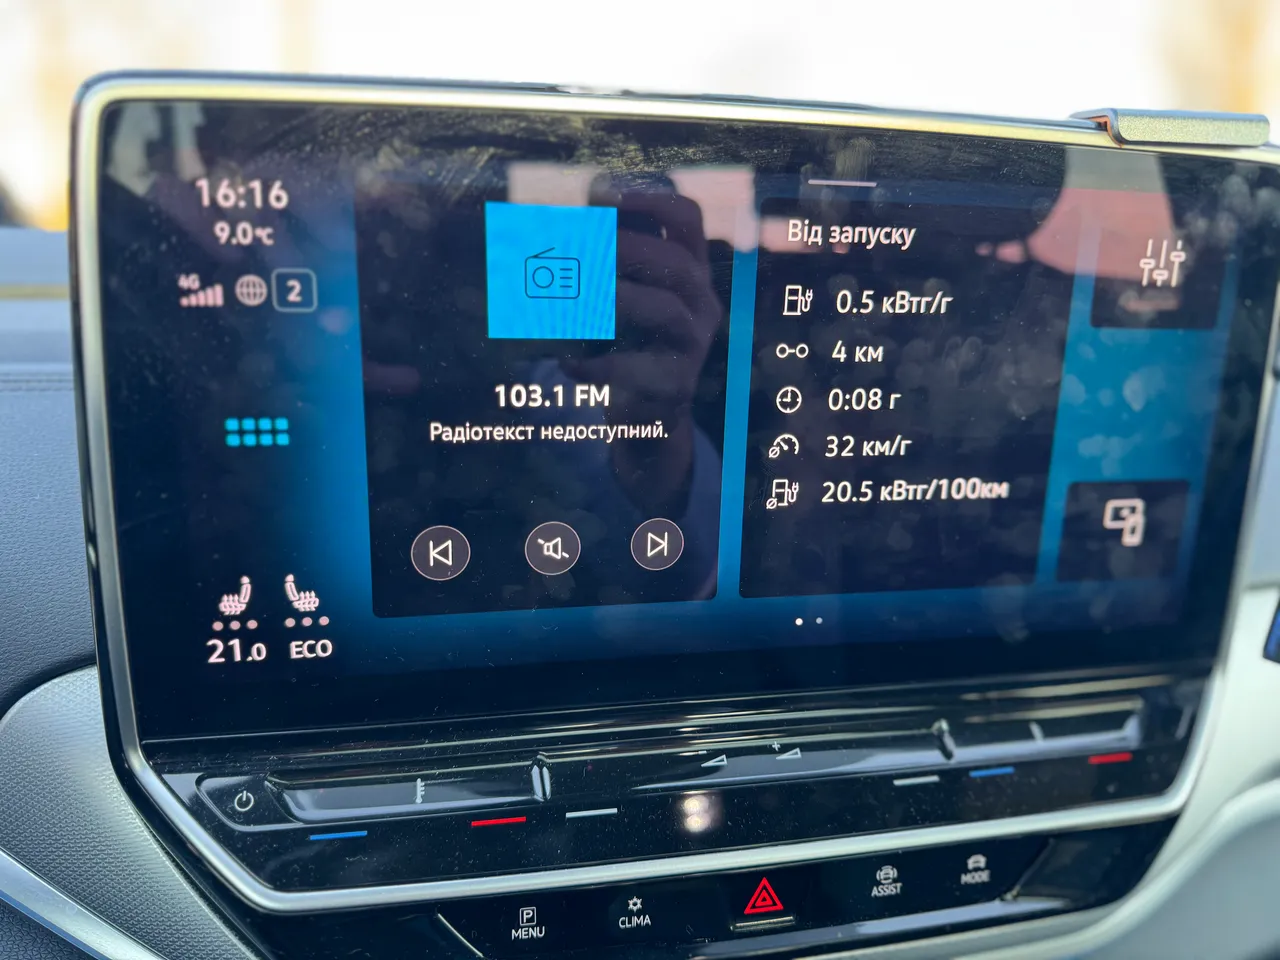 16:16
9.0°C
4G
2
21.0
ECO
103.1 FM
Радіотекст недоступний.
Від запуску
0.5 кВтг/г
4 км
0:08 г
32 км/г
20.5 кВтг/100км
P
MENU
CLIMA
ASSIST
MODE